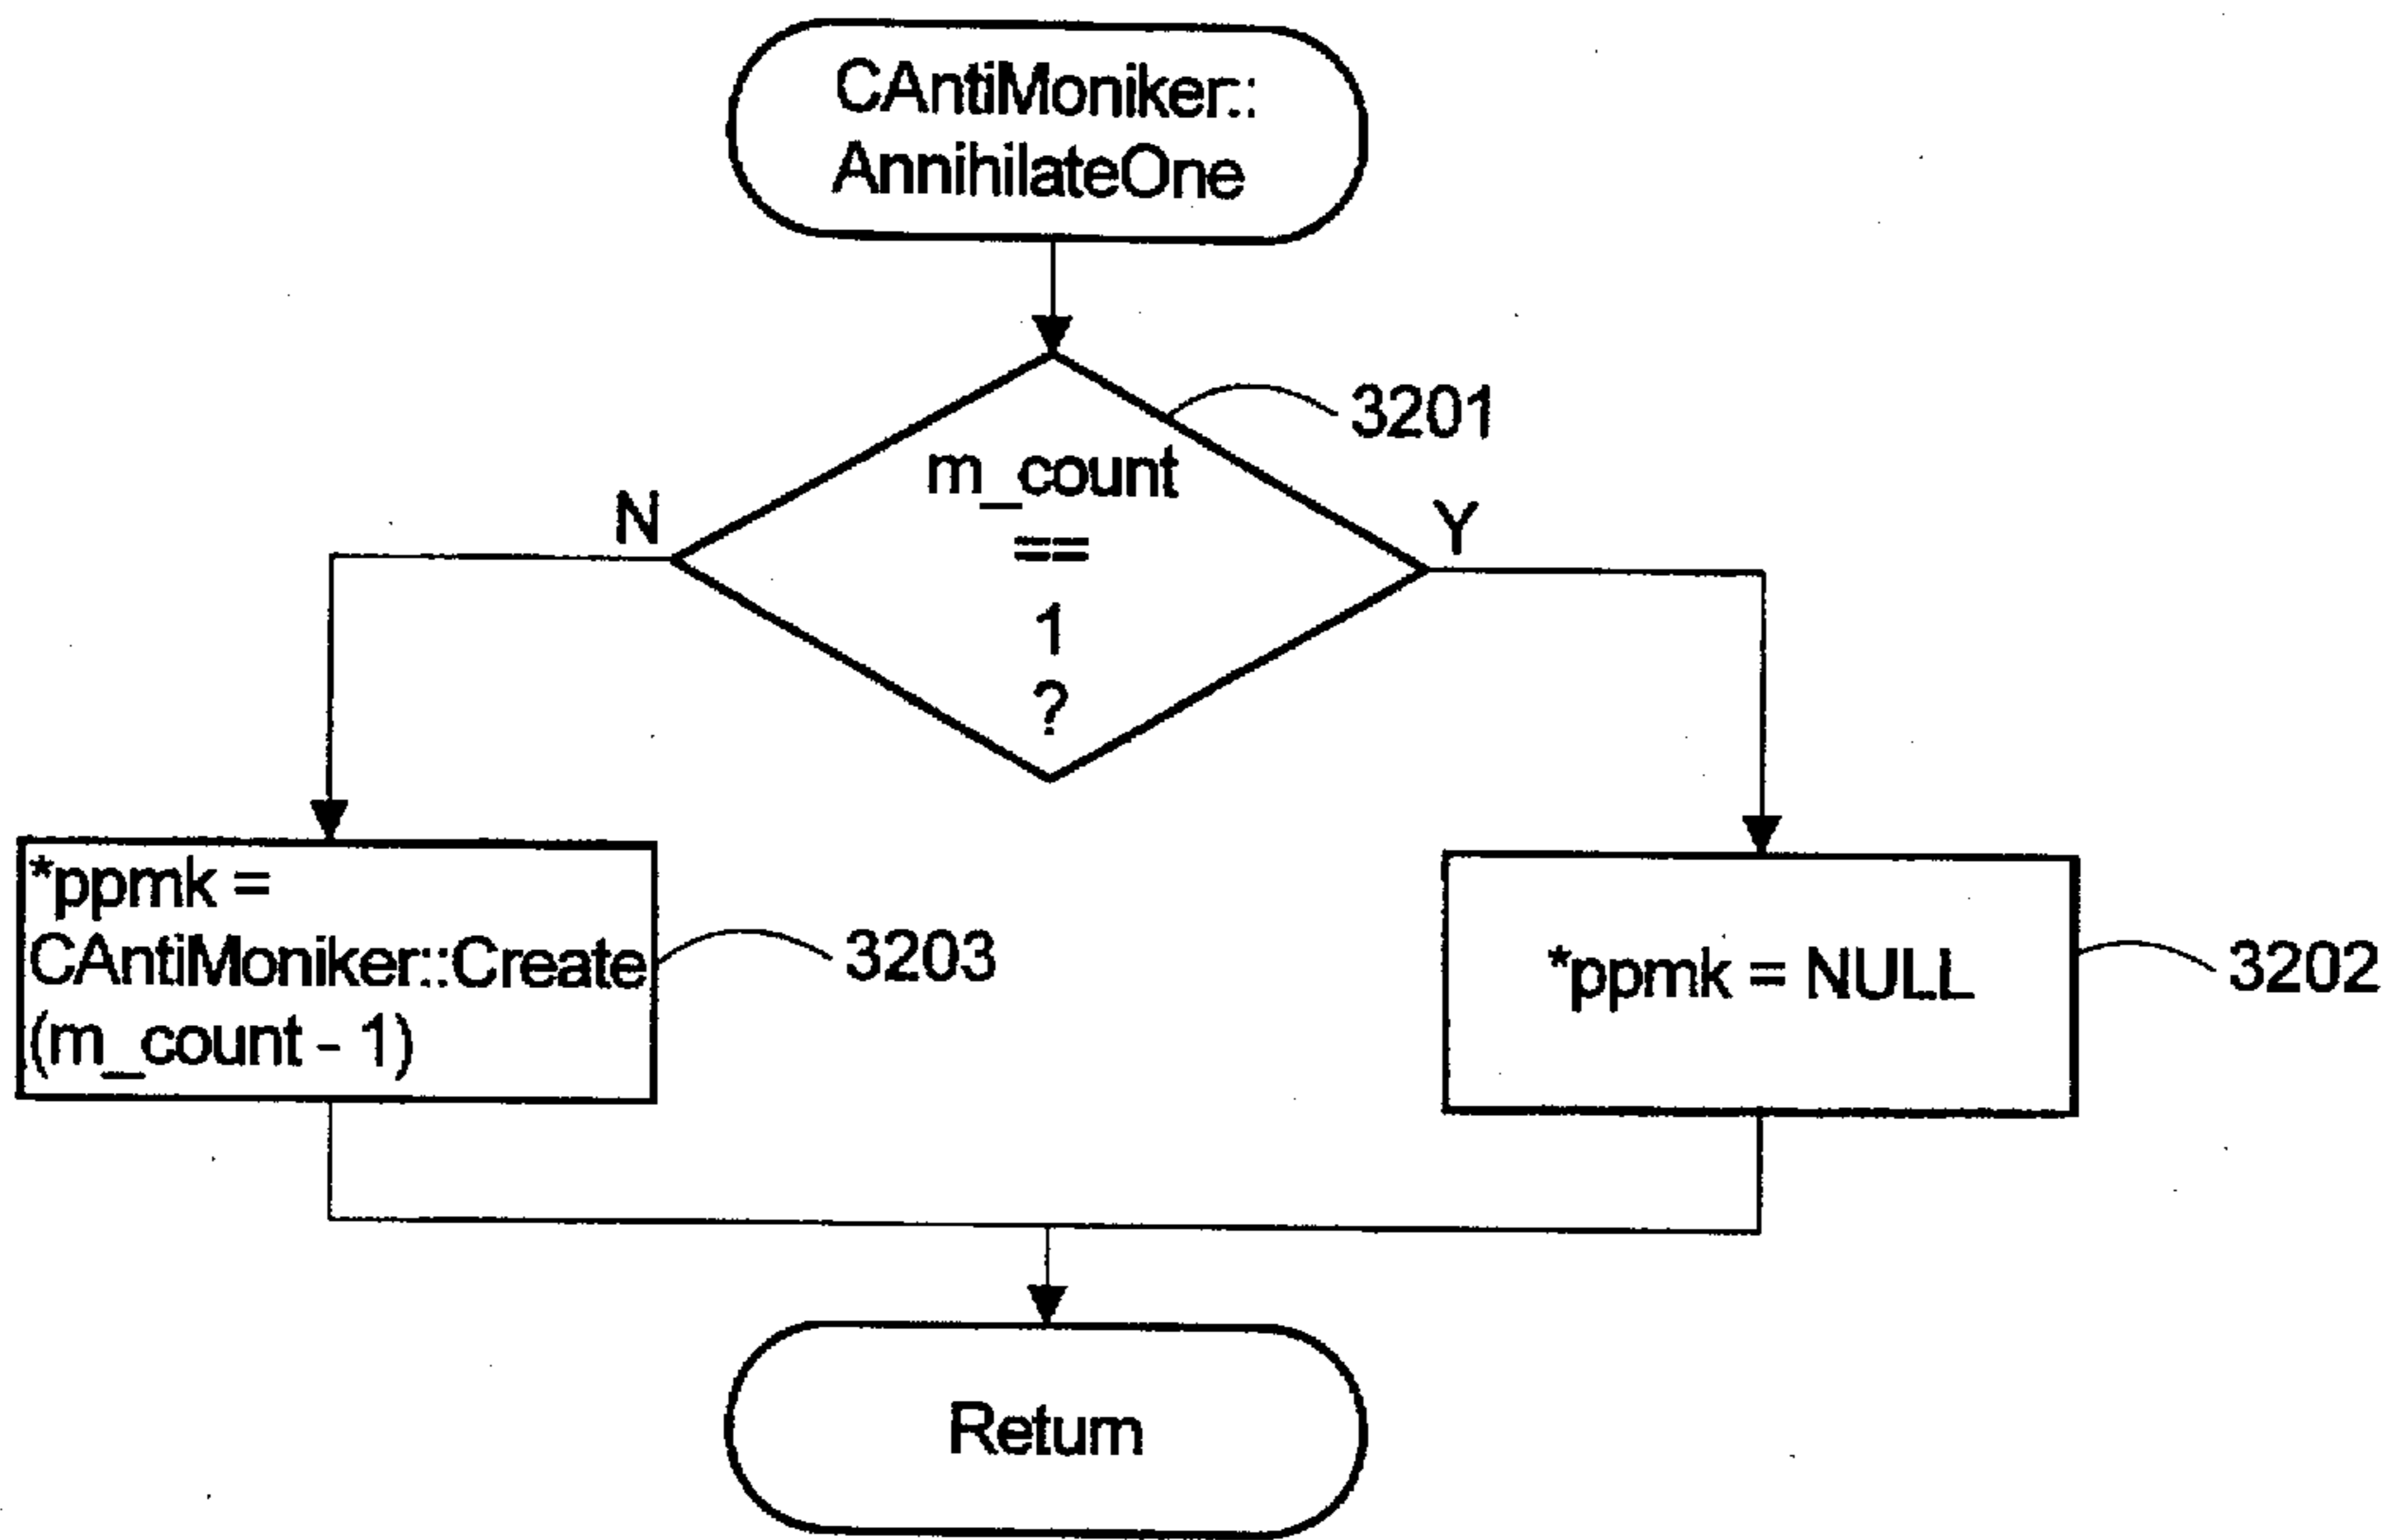 CAntiMoniker::
AnnihilateOne
3201
m_count
==
1
?
N
Y
*ppmk =
CAntiMoniker::Create
(m_count - 1)
3203
*ppmk = NULL
3202
Return